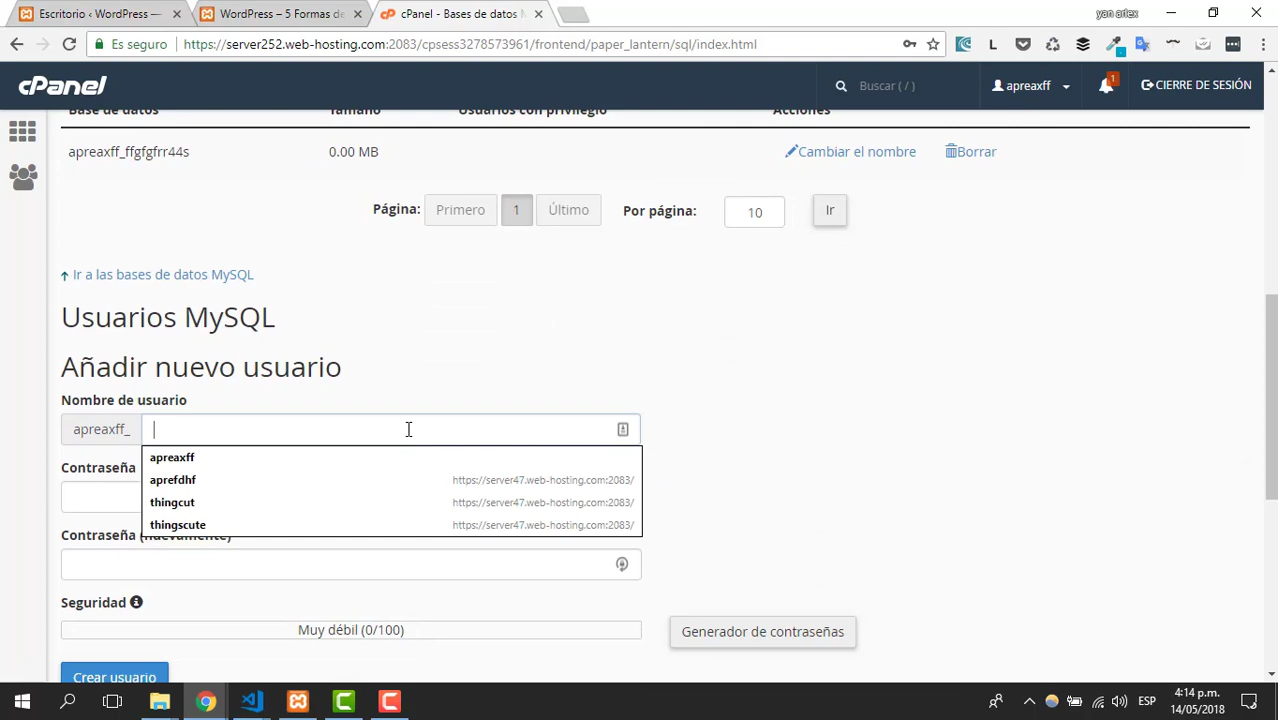 Escritorio ‹ WordPress —
WordPress – 5 Formas de
cPanel - Bases de datos M
yan arlex
Es seguro
https://server252.web-hosting.com:2083/cpsess3278573961/frontend/paper_lantern/sql/index.html
L
cPanel
Buscar ( / )
apreaxff
1
CIERRE DE SESIÓN
Base de datos
Tamaño
Usuarios con privilegio
Acciones
apreaxff_ffgfgfrr44s
0.00 MB
Cambiar el nombre
Borrar
Página:
Primero
1
Último
Por página:
10
Ir
Ir a las bases de datos MySQL
Usuarios MySQL
Añadir nuevo usuario
Nombre de usuario
apreaxff_
apreaxff
Contraseña
aprefdhf
https://server47.web-hosting.com:2083/
thingcut
https://server47.web-hosting.com:2083/
thingscute
https://server47.web-hosting.com:2083/
Contraseña (nuevamente)
Seguridad
Muy débil (0/100)
Generador de contraseñas
Crear usuario
ESP
4:14 p.m.
14/05/2018